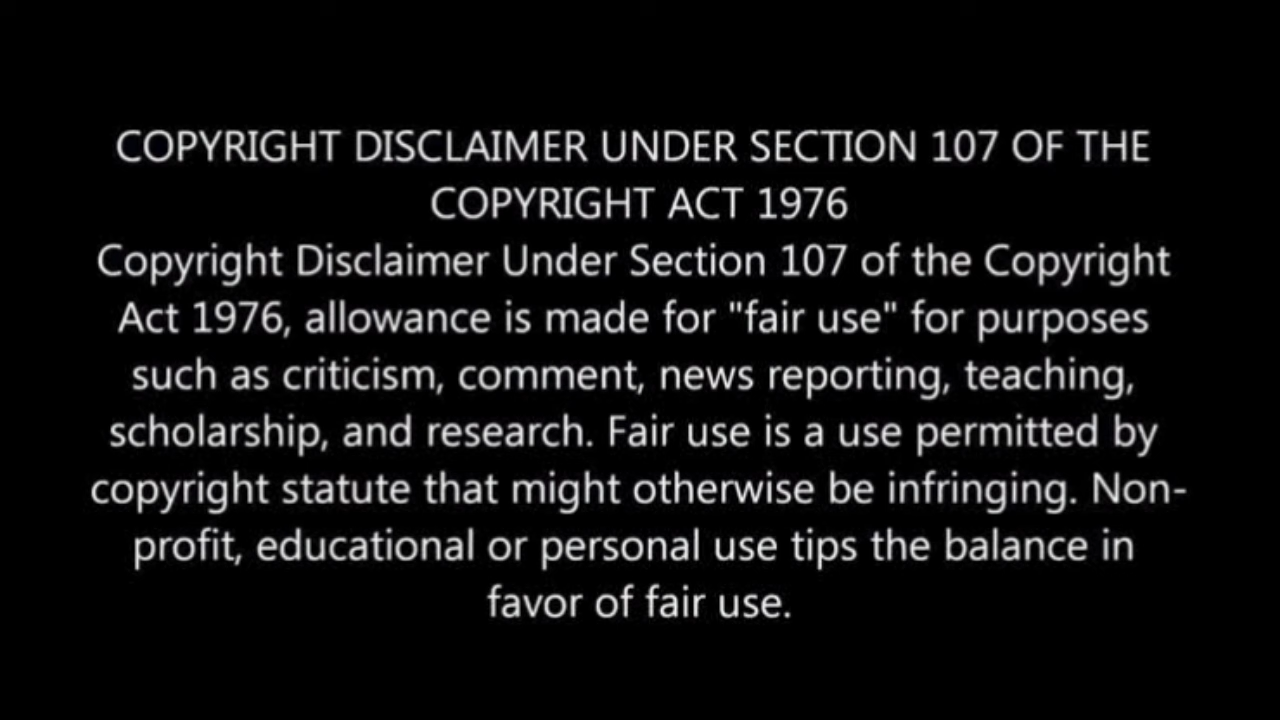 COPYRIGHT DISCLAIMER UNDER SECTION 107 OF THE
COPYRIGHT ACT 1976
Copyright Disclaimer Under Section 107 of the Copyright
Act 1976, allowance is made for "fair use" for purposes
such as criticism, comment, news reporting, teaching,
scholarship, and research. Fair use is a use permitted by
copyright statute that might otherwise be infringing. Non-
profit, educational or personal use tips the balance in
favor of fair use.